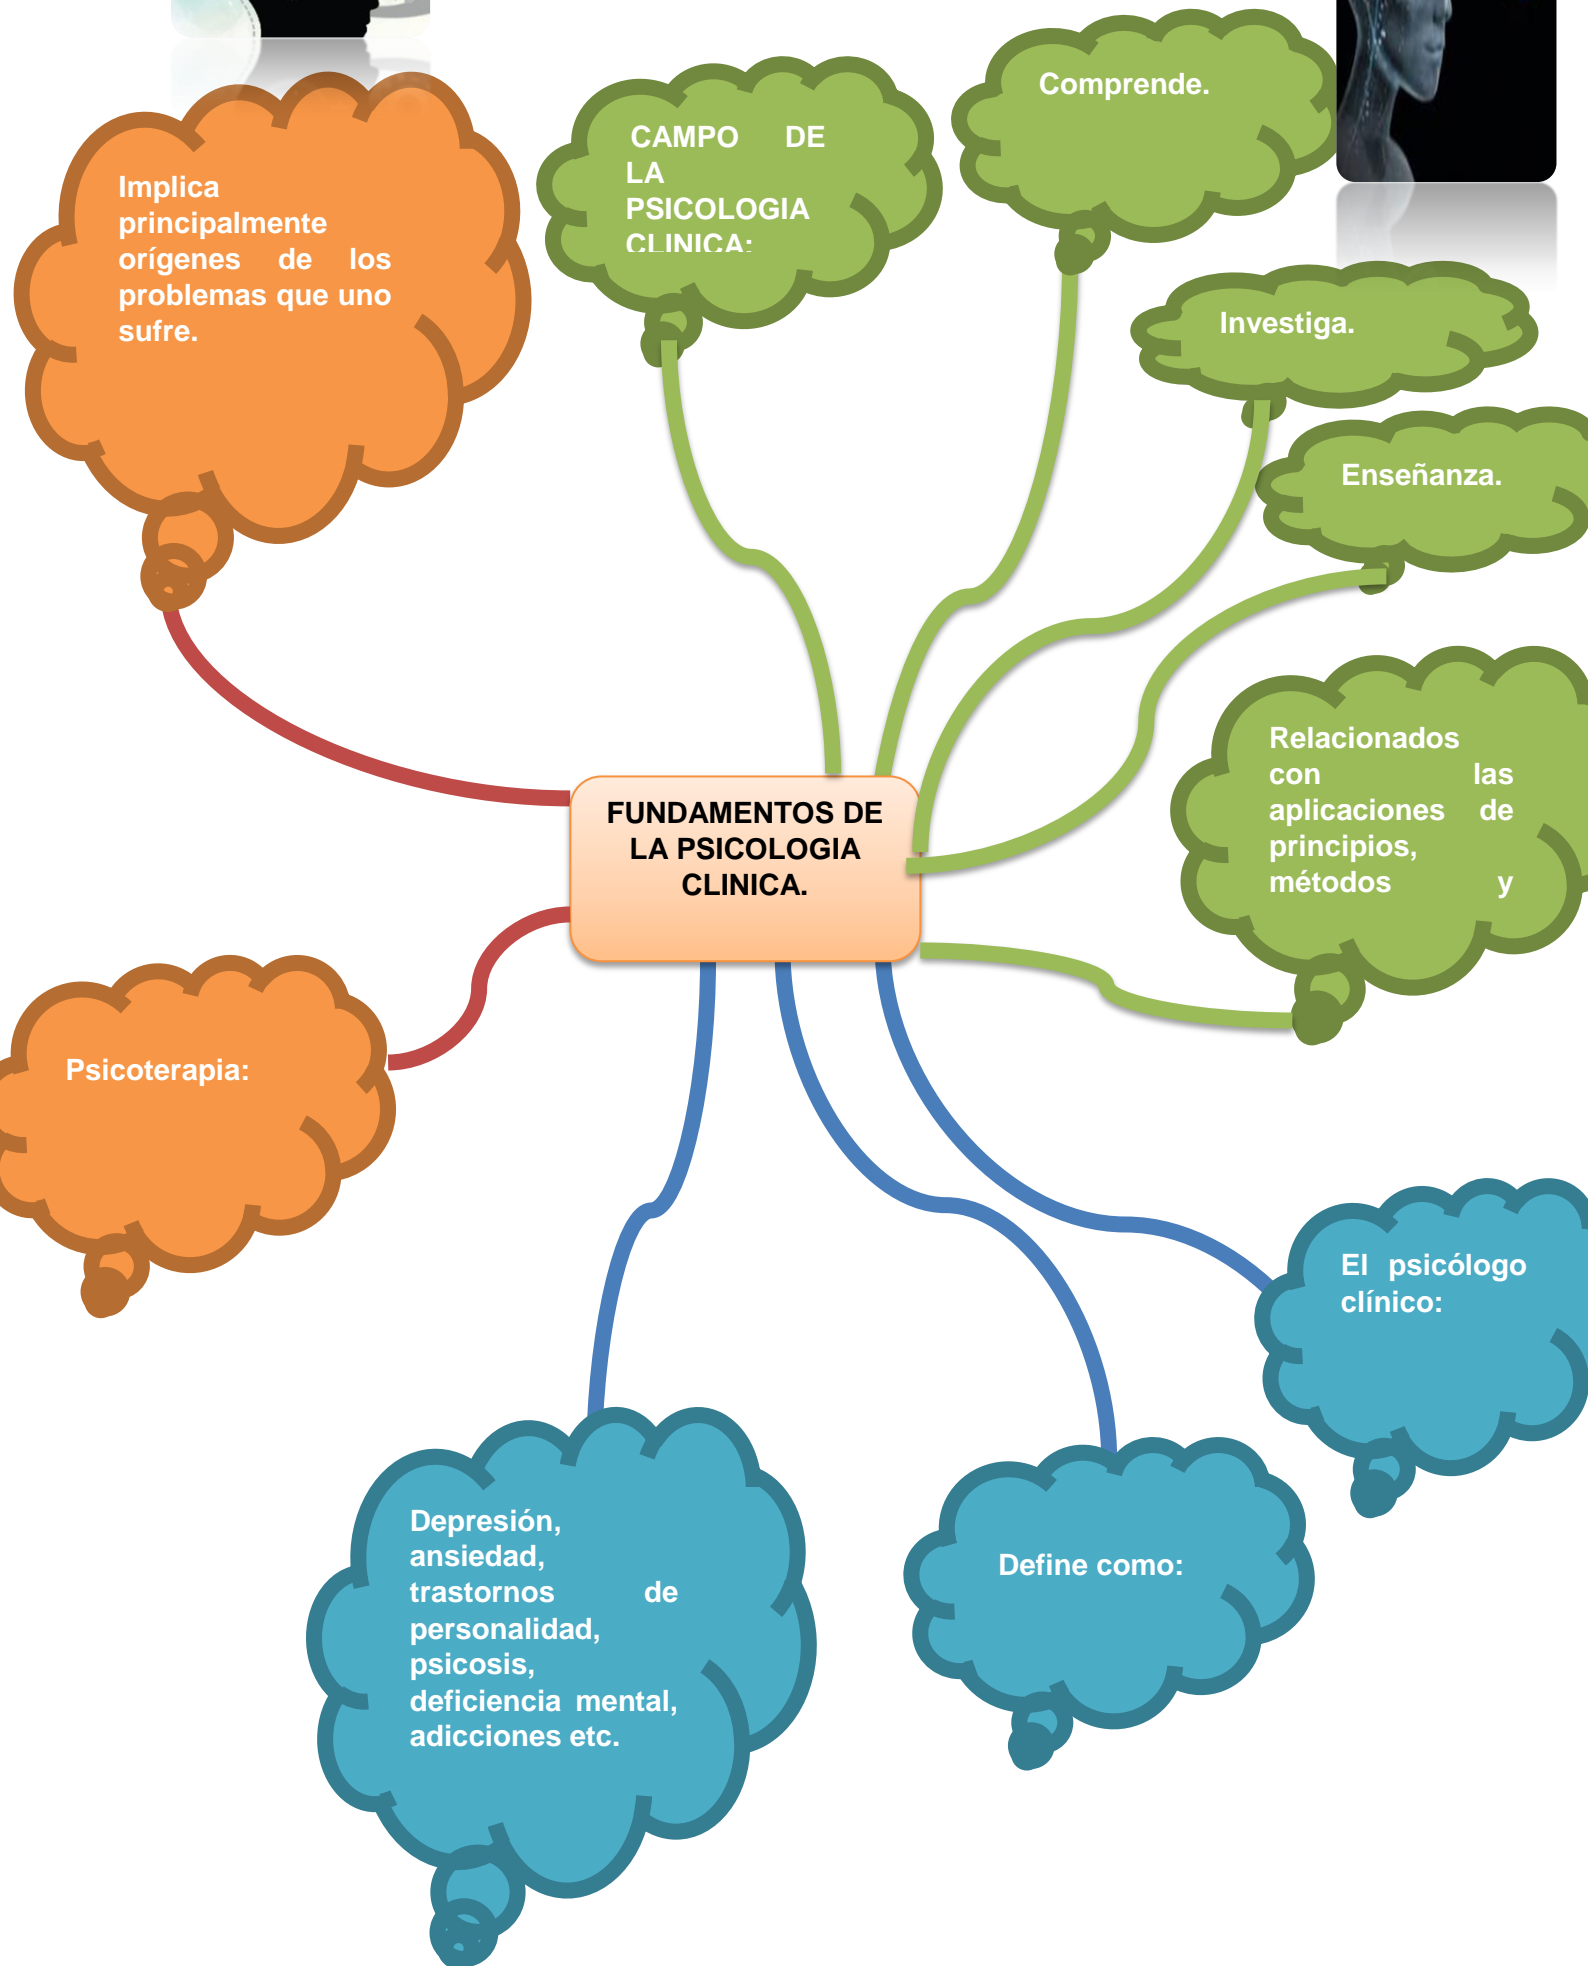 Comprende.
CAMPO DE
LA
PSICOLOGIA
CLINICA:
Implica
principalmente
orígenes de los
problemas que uno
sufre.
Investiga.
Enseñanza.
Relacionados
con las
aplicaciones de
principios,
métodos y
FUNDAMENTOS DE
LA PSICOLOGIA
CLINICA.
Psicoterapia:
El psicólogo
clínico:
Depresión,
ansiedad,
trastornos de
personalidad,
psicosis,
deficiencia mental,
adicciones etc.
Define como: